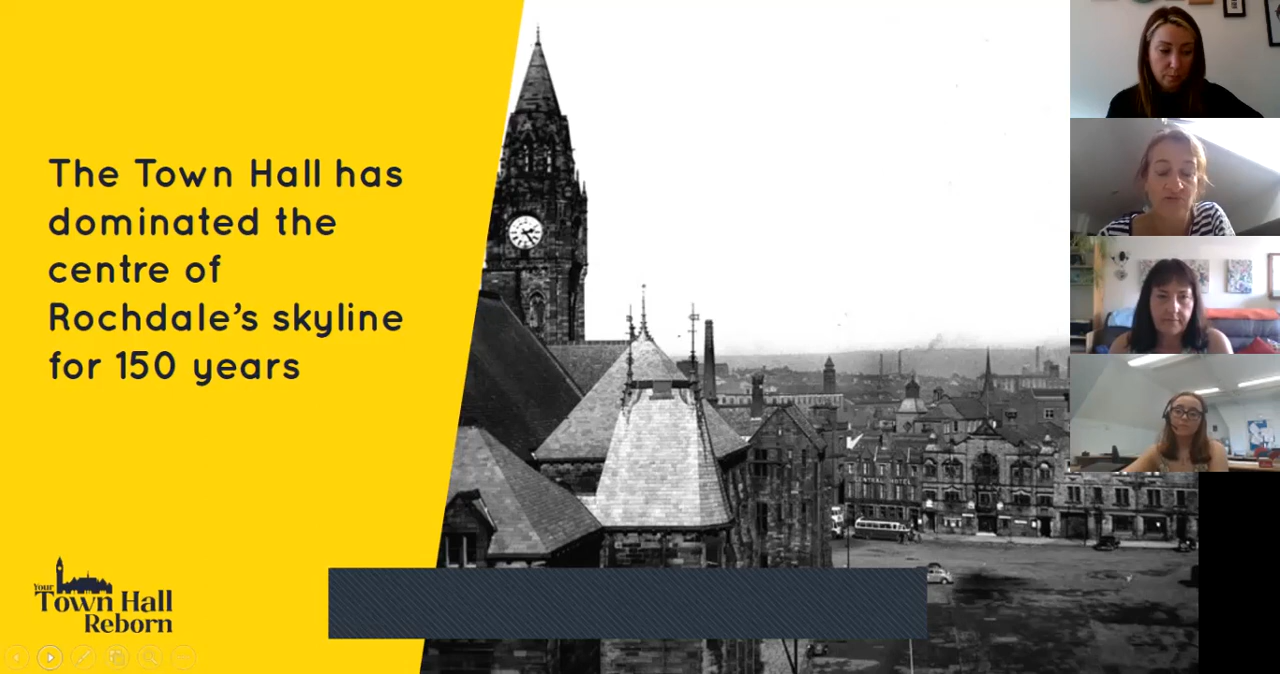 The Town Hall has
dominated the
centre of
Rochdale's skyline
for 150 years
CENTRAL HOTEL
Your
Town Hall
Reborn